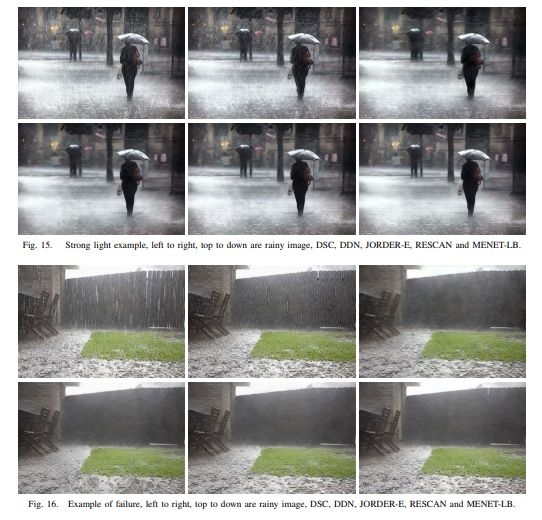 Fig. 15. Strong light example, left to right, top to down are rainy image, DSC, DDN, JORDER-E, RESCAN and MENET-LB.
Fig. 16. Example of failure, left to right, top to down are rainy image, DSC, DDN, JORDER-E, RESCAN and MENET-LB.